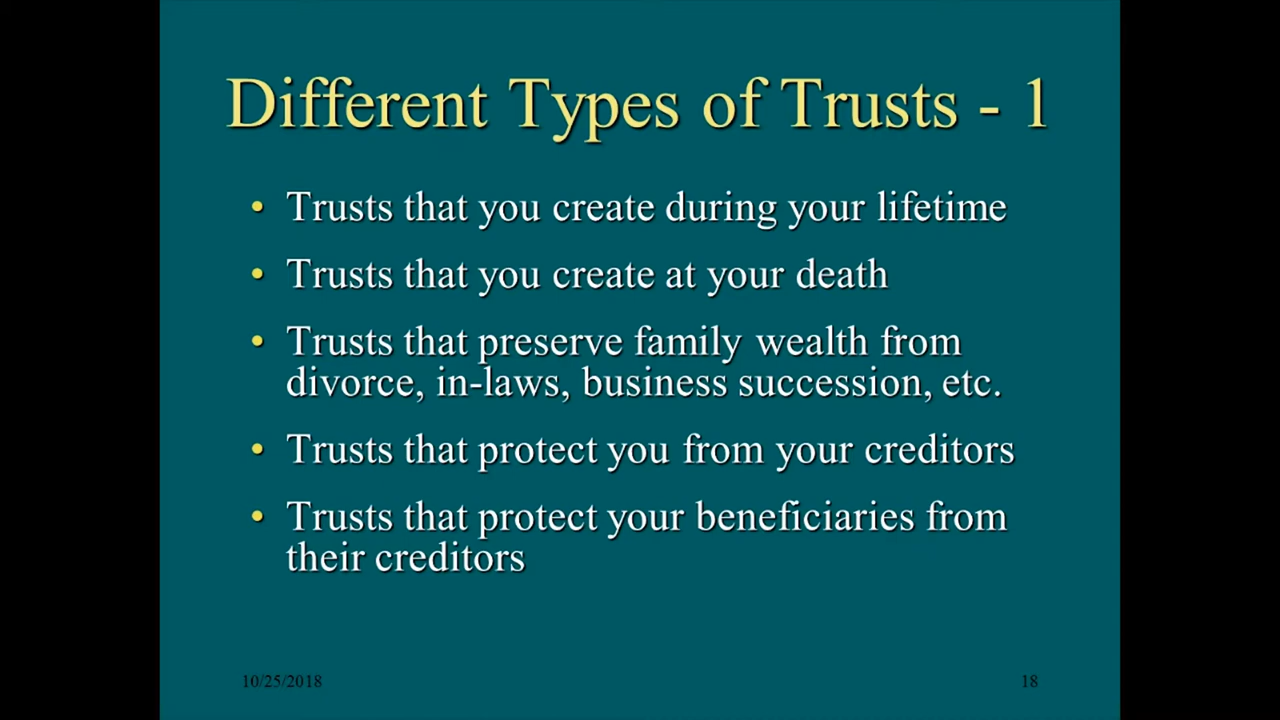 Different Types of Trusts - 1
• Trusts that you create during your lifetime
• Trusts that you create at your death
• Trusts that preserve family wealth from
divorce, in-laws, business succession, etc.
• Trusts that protect you from your creditors
• Trusts that protect your beneficiaries from
their creditors
10/25/2018
18